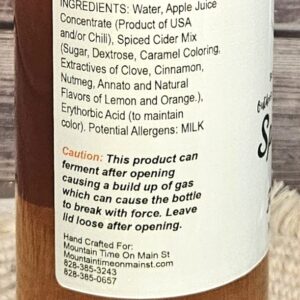 INGREDIENTS: Water, Apple Juice
Concentrate (Product of USA
and/or Chili), Spiced Cider Mix
(Sugar, Dextrose, Caramel Coloring,
Extractives of Clove, Cinnamon,
Nutmeg, Annato and Natural
Flavors of Lemon and Orange.),
Erythorbic Acid (to maintain
color). Potential Allergens: MILK
Caution: This product can
ferment after opening
causing a build up of gas
which can cause the bottle
to break with force. Leave
lid loose after opening.
Hand Crafted For:
Mountain Time On Main St
Mountaintimeonmainst.com
828-385-3243
828-385-0657